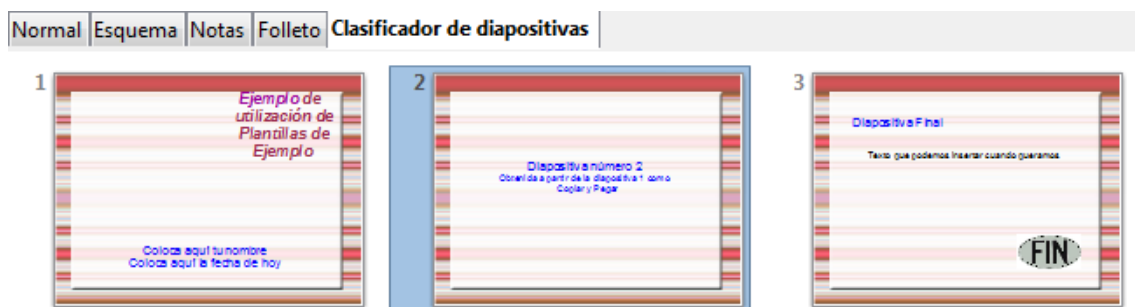 Normal Esquema Notas Folleto Clasificador de diapositivas
1
Ejemplo de
utilización de
Plantillas de
Ejemplo
Coloca aquí tu nombre
Coloca aquí la fecha de hoy
2
Diapositiva número 2
Obtenida a partir de la diapositiva 1 como
Copiar y Pegar
3
Diapositiva Final
Texto que podemos insertar cuando queramos
FIN